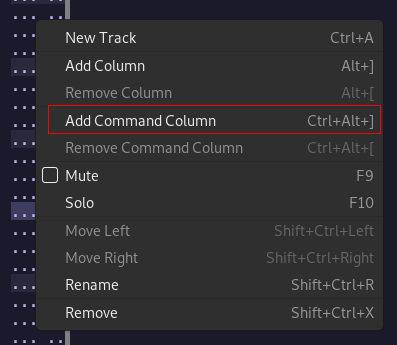 New Track Ctrl+A
Add Column Alt+]
Remove Column Alt+[
Add Command Column Ctrl+Alt+]
Remove Command Column Ctrl+Alt+[
Mute F9
Solo F10
Move Left Shift+Ctrl+Left
Move Right Shift+Ctrl+Right
Rename Shift+Ctrl+R
Remove Shift+Ctrl+X